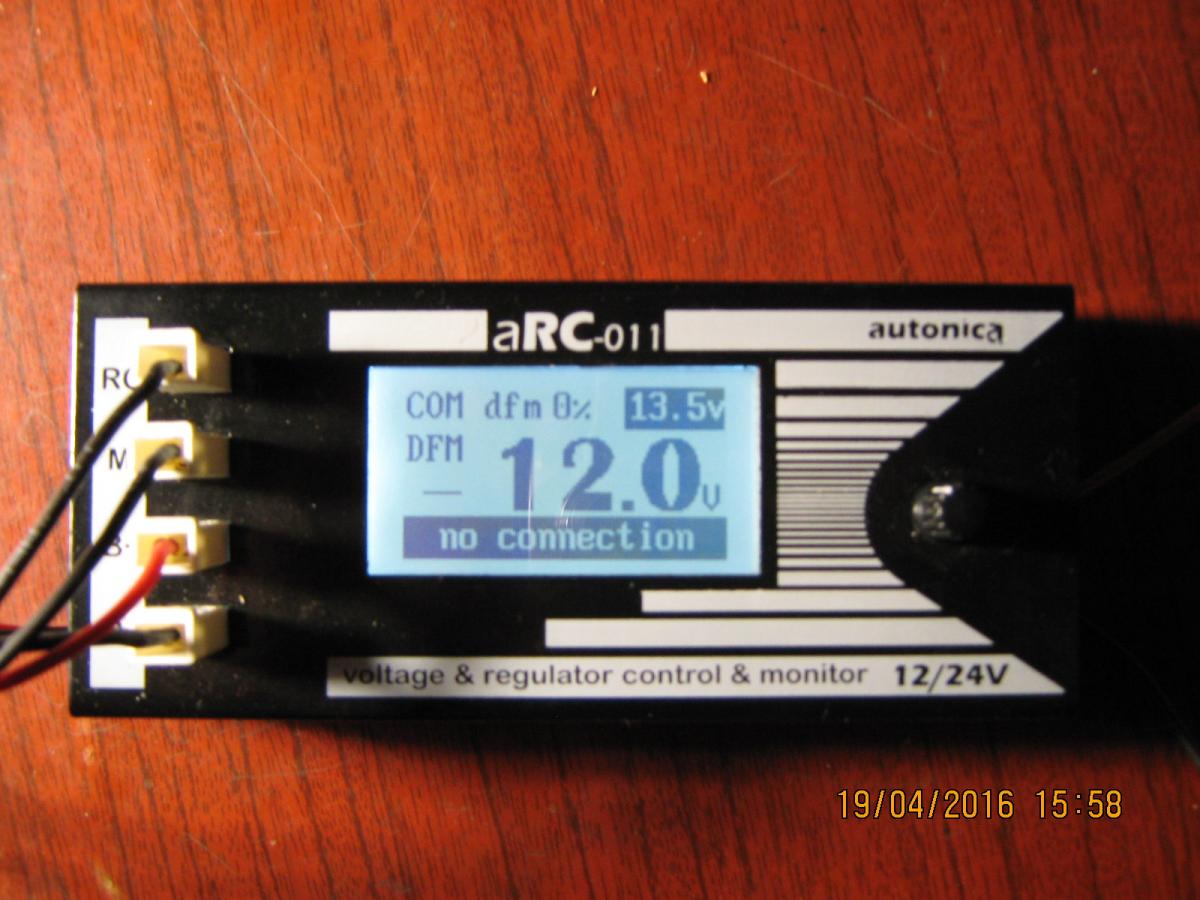 aRC-011
autonica
COM dfm 0% 13.5v
DFM
— 12.0v
no connection
M
voltage & regulator control & monitor 12/24V
19/04/2016 15:58